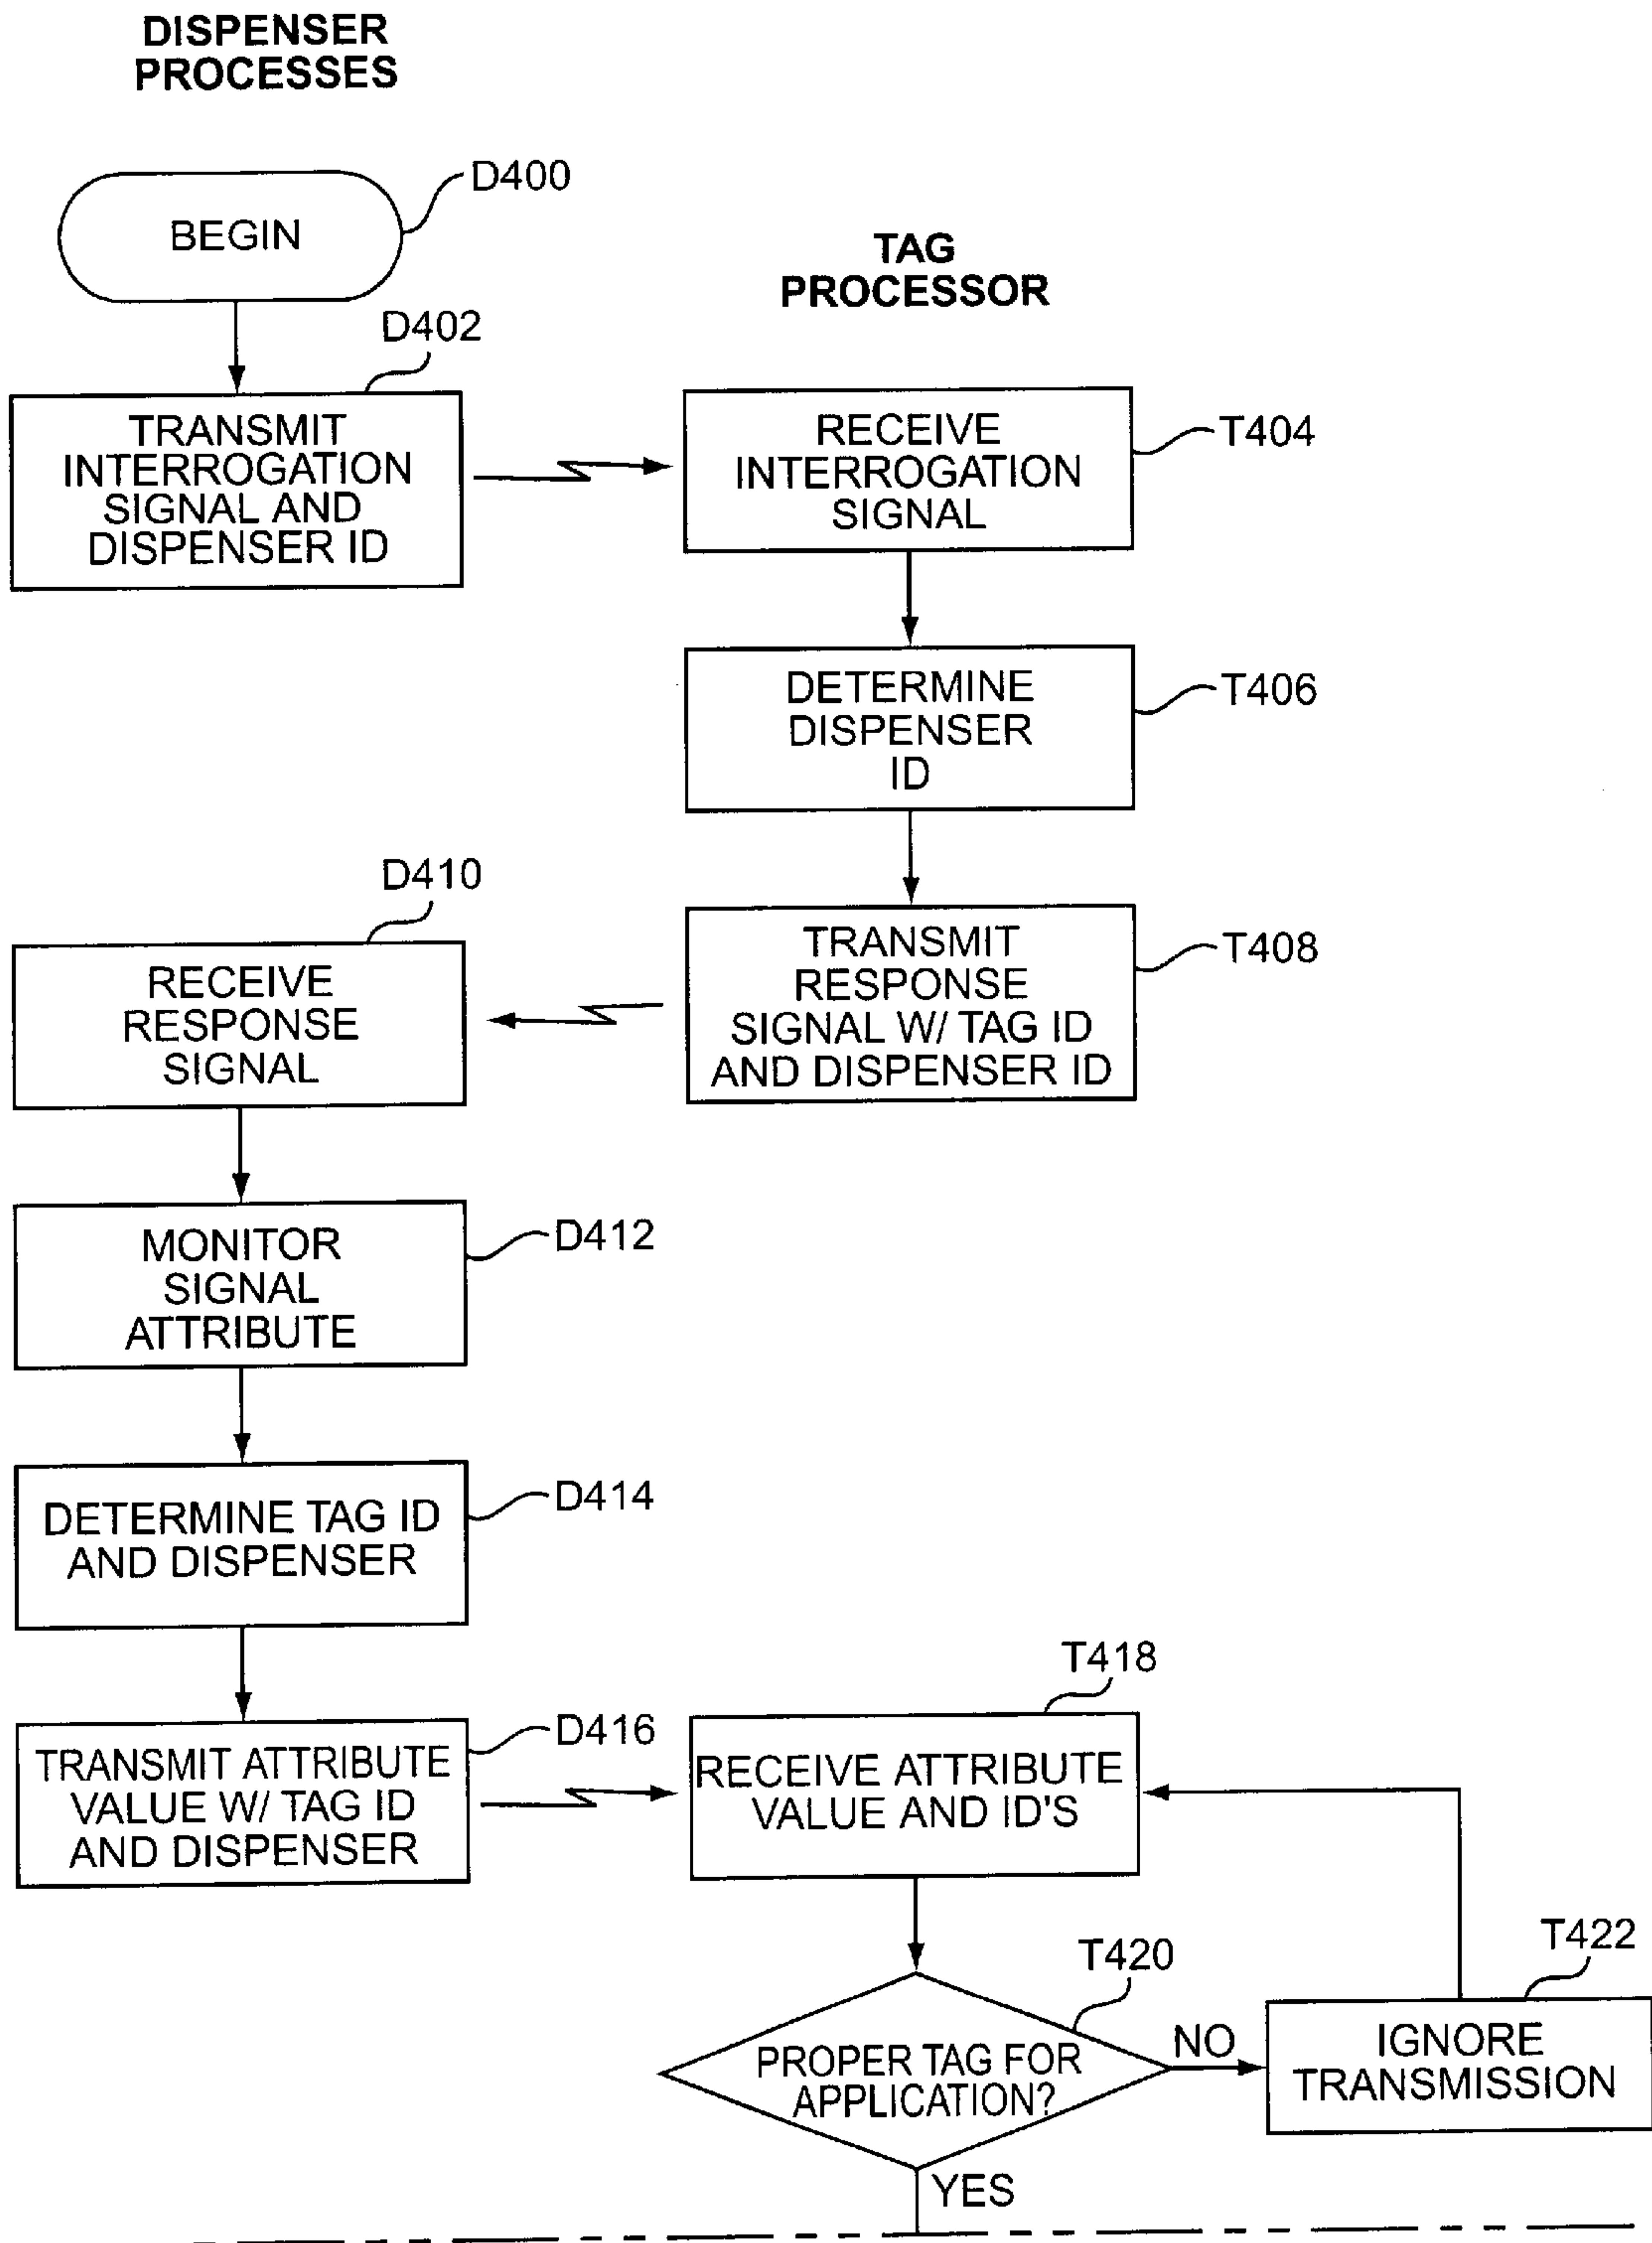 DISPENSER
PROCESSES
D400
BEGIN
TAG
PROCESSOR
D402
TRANSMIT
INTERROGATION
SIGNAL AND
DISPENSER ID
RECEIVE
INTERROGATION
SIGNAL
T404
DETERMINE
DISPENSER
ID
T406
D410
RECEIVE
RESPONSE
SIGNAL
TRANSMIT
RESPONSE
SIGNAL W/ TAG ID
AND DISPENSER ID
T408
MONITOR
SIGNAL
ATTRIBUTE
D412
DETERMINE TAG ID
AND DISPENSER
D414
TRANSMIT ATTRIBUTE
VALUE W/ TAG ID
AND DISPENSER
D416
T418
RECEIVE ATTRIBUTE
VALUE AND ID'S
T420
PROPER TAG FOR
APPLICATION?
NO
T422
IGNORE
TRANSMISSION
YES